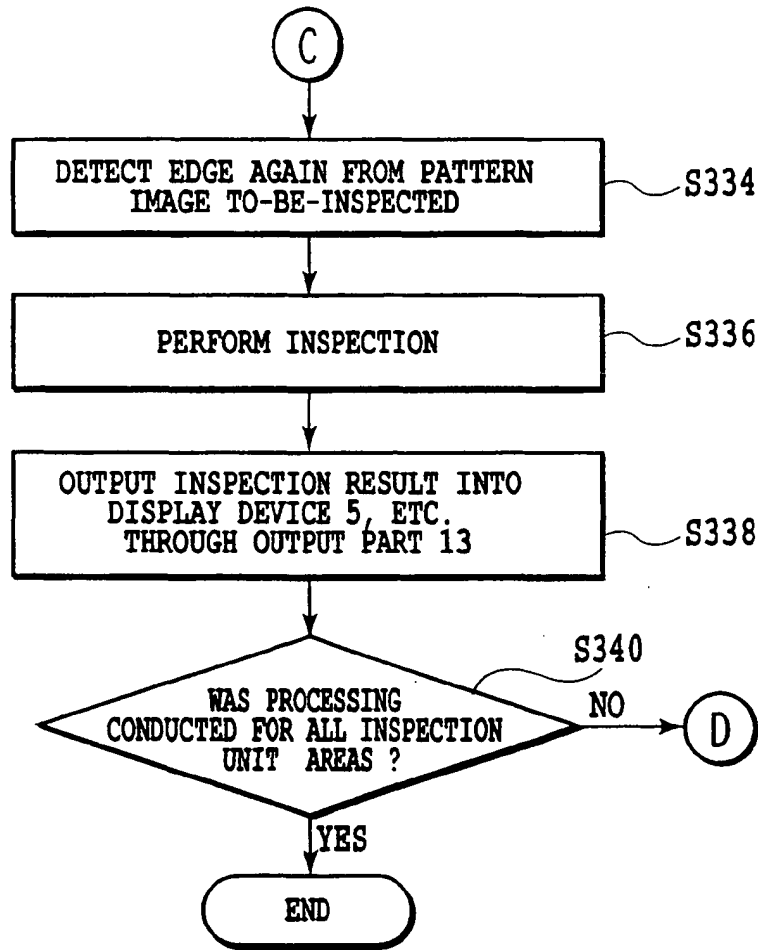 C
DETECT EDGE AGAIN FROM PATTERN
IMAGE TO-BE-INSPECTED
S334
PERFORM INSPECTION
S336
OUTPUT INSPECTION RESULT INTO
DISPLAY DEVICE 5, ETC.
THROUGH OUTPUT PART 13
S338
S340
WAS PROCESSING
CONDUCTED FOR ALL INSPECTION
UNIT AREAS ?
NO
D
YES
END